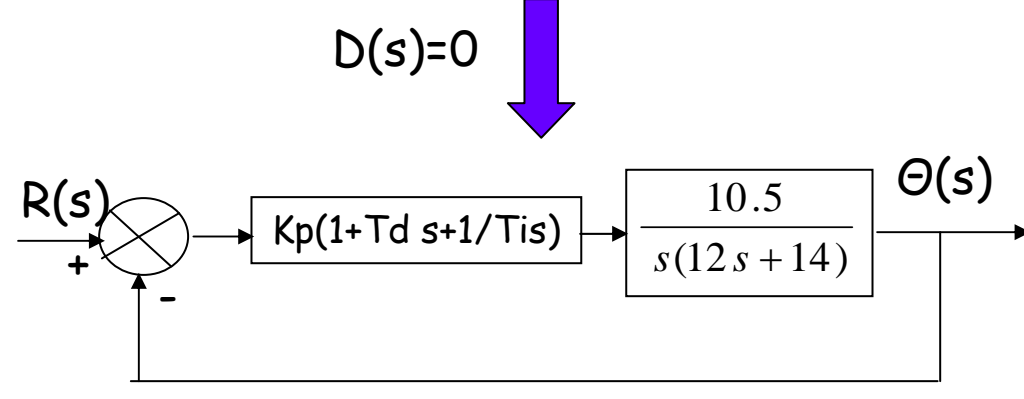 D(s)=0
R(s)
+
-
Kp(1+Td s+1/Tis)
10.5
s(12s+14)
Θ(s)